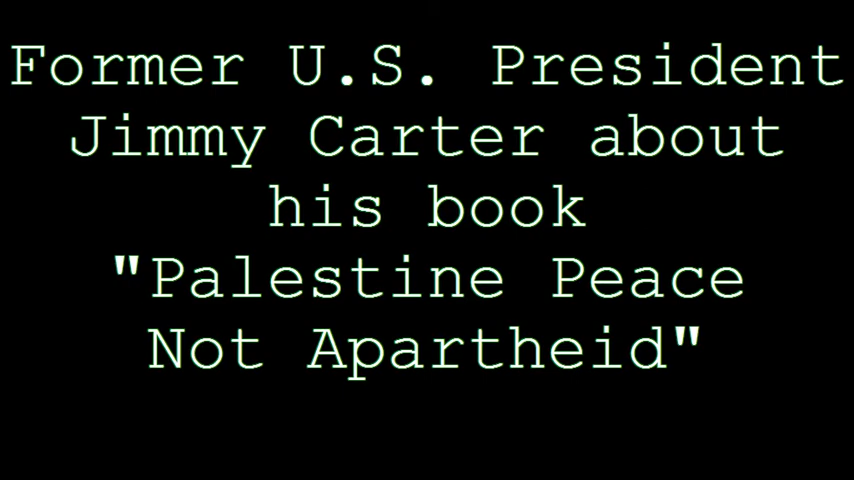 Former U.S. President
Jimmy Carter about
his book
"Palestine Peace
Not Apartheid"